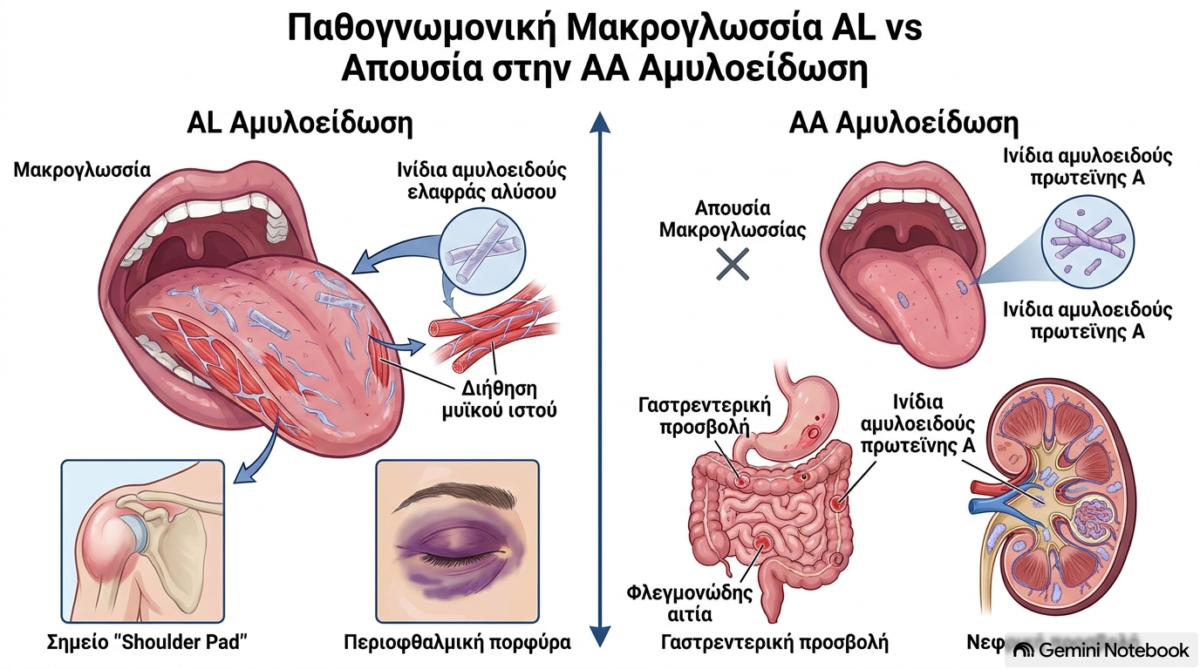 Παθογνωμονική Μακρογλωσσία AL vs
Απουσία στην ΑΑ Αμυλοείδωση
AL Αμυλοείδωση
Μακρογλωσσία
Ινίδια αμυλοειδούς
ελαφράς αλύσου
Διήθηση
μυϊκού ιστού
Σημείο "Shoulder Pad"
Περιοφθαλμική πορφύρα
ΑΑ Αμυλοείδωση
Απουσία
Μακρογλωσσίας
Ινίδια αμυλοειδούς
πρωτεΐνης Α
Ινίδια αμυλοειδούς
πρωτεΐνης Α
Γαστρεντερική
προσβολή
Ινίδια
αμυλοειδούς
πρωτεΐνης Α
Φλεγμονώδης
αιτία
Γαστρεντερική προσβολή
Gemini Notebook